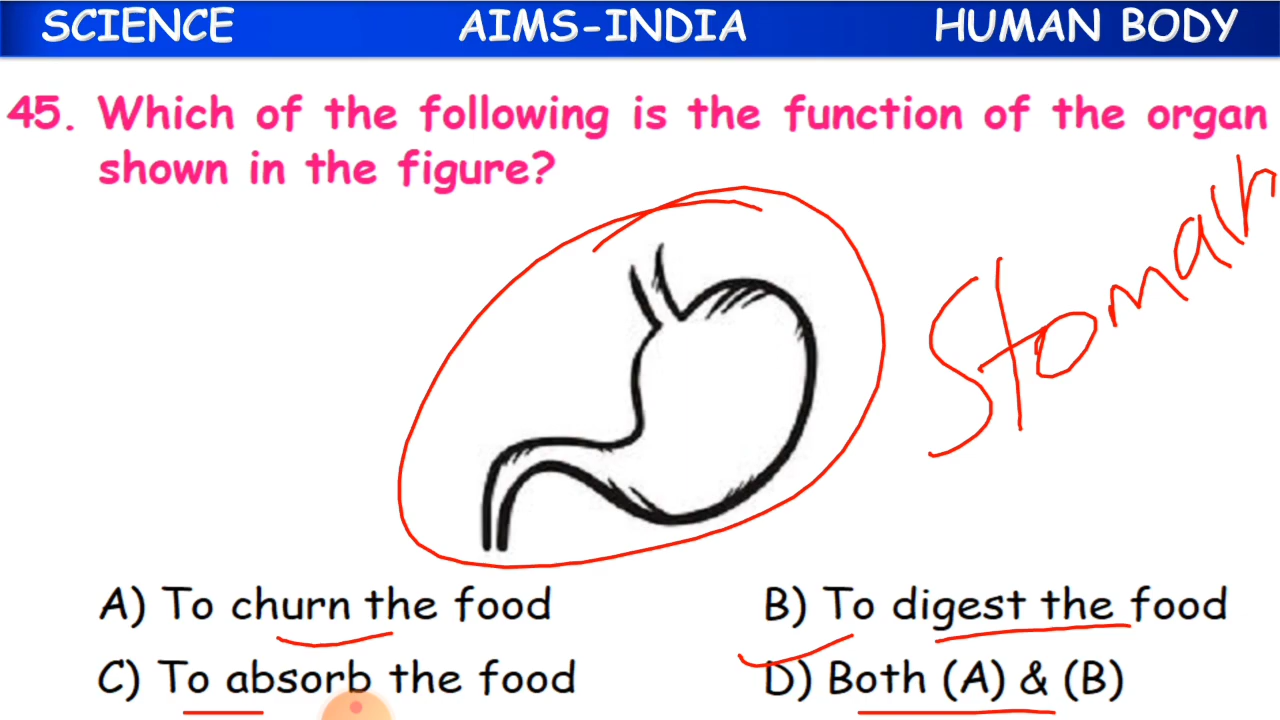 SCIENCE AIMS-INDIA HUMAN BODY
45. Which of the following is the function of the organ
shown in the figure?
Stomach
A) To churn the food B) To digest the food
C) To absorb the food D) Both (A) & (B)